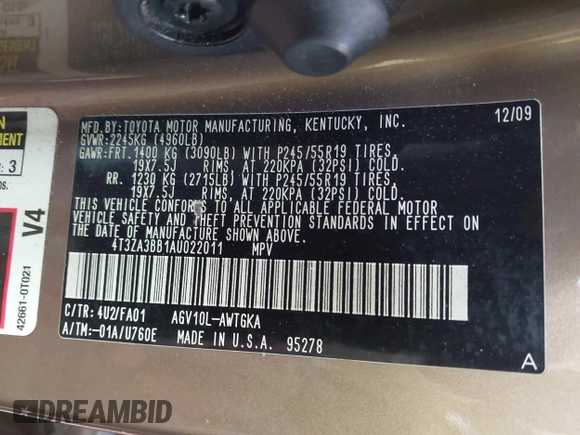 MFD.BY:TOYOTA MOTOR MANUFACTURING, KENTUCKY, INC. 12/09
GVWR:2245KG (4960LB)
GAWR:FRT. 1400 KG (3090LB) WITH P245/55R19 TIRES
19X7.5J RIMS AT 220KPA (32PSI) COLD.
RR. 1230 KG (2715LB) WITH P245/55R19 TIRES
19X7.5J RIMS AT 220KPA (32PSI) COLD.
THIS VEHICLE CONFORMS TO ALL APPLICABLE FEDERAL MOTOR
VEHICLE SAFETY AND THEFT PREVENTION STANDARDS IN EFFECT ON
THE DATE OF MANUFACTURE SHOWN ABOVE.
4T3ZA3BB1AU022011 MPV
C/TR: 4U2/FA01 AGV10L-AWTGKA
A/TM:-01A/U760E MADE IN U.S.A. 95278
A
3
V4
42661-0T021
DREAMBID